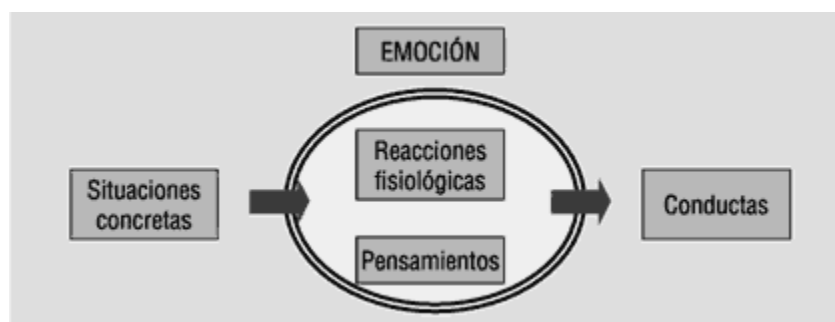 EMOCIÓN
Situaciones
concretas
Reacciones
fisiológicas
Pensamientos
Conductas